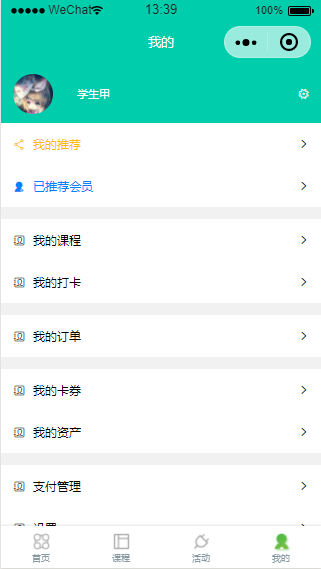 WeChat 13:39 100%
我的
学生甲
我的推荐
已推荐会员
我的课程
我的打卡
我的订单
我的卡券
我的资产
支付管理
设置
首页 课程 活动 我的